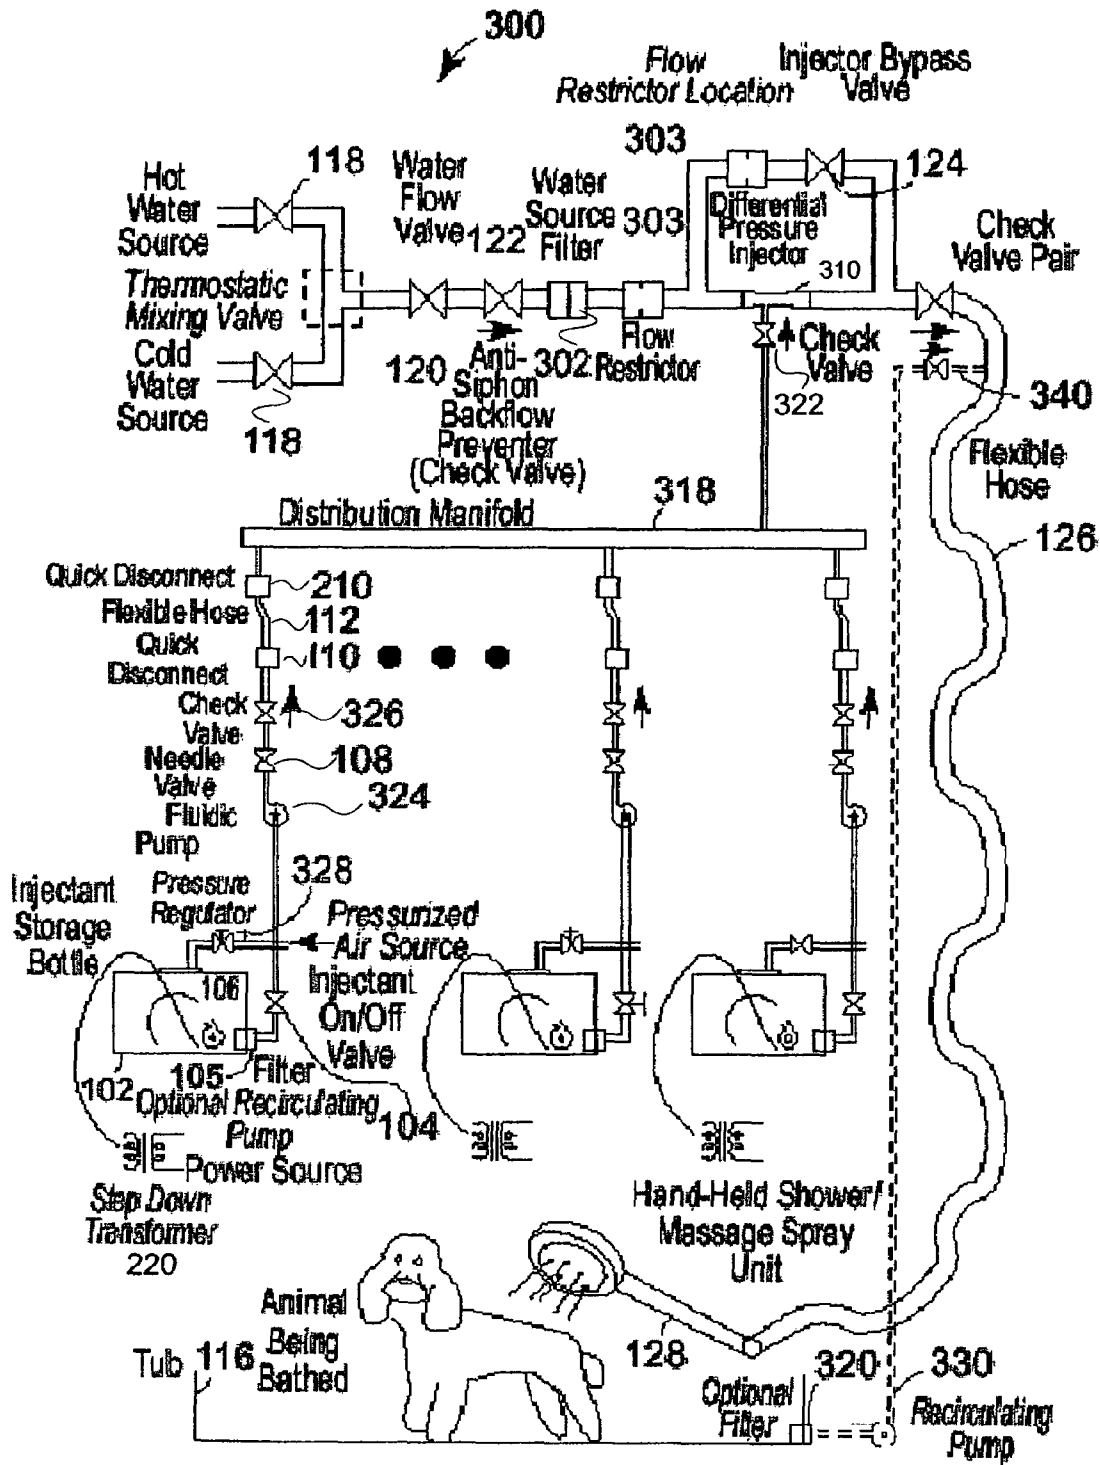 300
Flow
Restrictor Location
Injector Bypass
Valve
303
118
Hot
Water
Source
Water
Flow
Valve
122
Water
Source
Filter
303
124
Differential
Pressure
Injector
310
Check
Valve Pair
Thermostatic
Mixing Valve
Cold
Water
Source
118
120
Anti-
Siphon
Backflow
Preventer
(Check Valve)
302
Flow
Restrictor
Check
Valve
322
340
Flexible
Hose
126
318
Distribution Manifold
Quick Disconnect
210
Flexible Hose
112
Quick
Disconnect
110
Check
Valve
326
Needle
Valve
108
Fluidic
Pump
324
328
Pressure
Regulator
Injectant
Storage
Bottle
Pressurized
Air Source
Injectant
On/Off
Valve
106
102
105
Filter
104
Optional Recirculating
Pump
Power Source
Step Down
Transformer
220
Hand-Held Shower/
Massage Spray
Unit
Animal
Being
Bathed
128
Tub
116
Optional
Filter
320
330
Recirculating
Pump